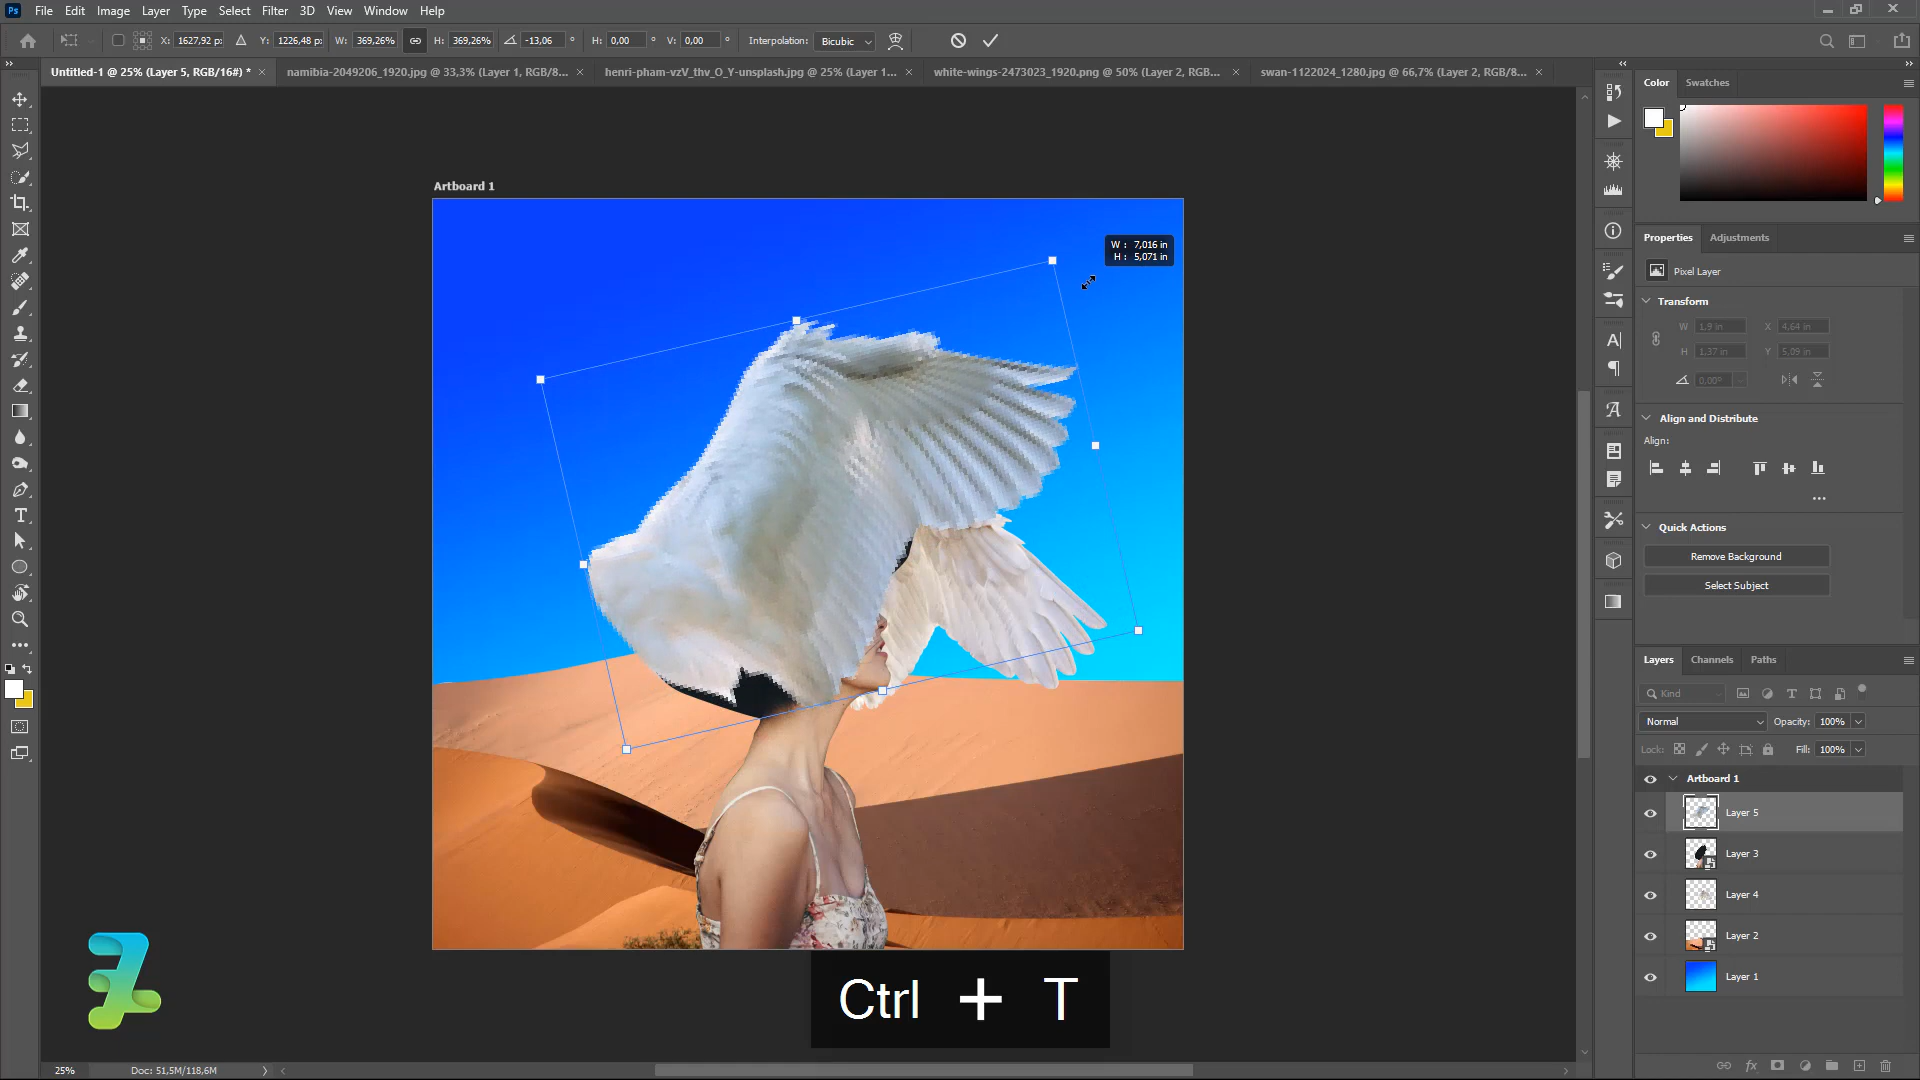 Ps File Edit Image Layer Type Select Filter 3D View Window Help
X: 1627,92 px Y: 1226,48 px W: 369,26% H: 369,26% -13,06 ° H: 0,00 ° V: 0,00 ° Interpolation: Bicubic
Untitled-1 @ 25% (Layer 5, RGB/16#) * × namibia-2049206_1920.jpg @ 33,3% (Layer 1, RGB/8... × henri-pham-vzV_thv_O_Y-unsplash.jpg @ 25% (Layer 1... × white-wings-2473023_1920.png @ 50% (Layer 2, RGB... × swan-1122024_1280.jpg @ 66,7% (Layer 2, RGB/8... ×
Color Swatches
Artboard 1
W : 7,016 in
H : 5,071 in
Properties Adjustments
Pixel Layer
Transform
W 1,9 in X 4,64 in
H 1,37 in Y 5,09 in
0,00°
Align and Distribute
Align:
Quick Actions
Remove Background
Select Subject
Layers Channels Paths
Kind
Normal Opacity: 100%
Lock: Fill: 100%
Artboard 1
Layer 5
Layer 3
Layer 4
Layer 2
Layer 1
Ctrl + T
25% Doc: 51,5M/118,6M